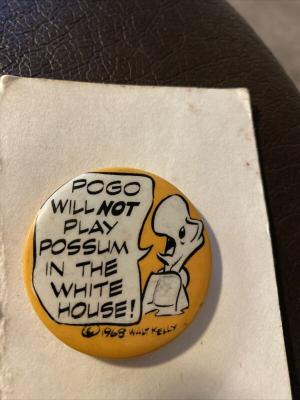 POGO
WILL NOT
PLAY
POSSUM
IN THE
WHITE
HOUSE!
© 1968 WALT KELLY